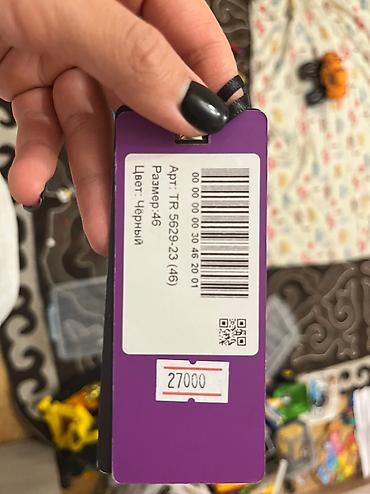 Арт: TR 5629-23 (46)
Размер:46
Цвет: Чёрный
00 00 00 00 30 46 20 01
27000